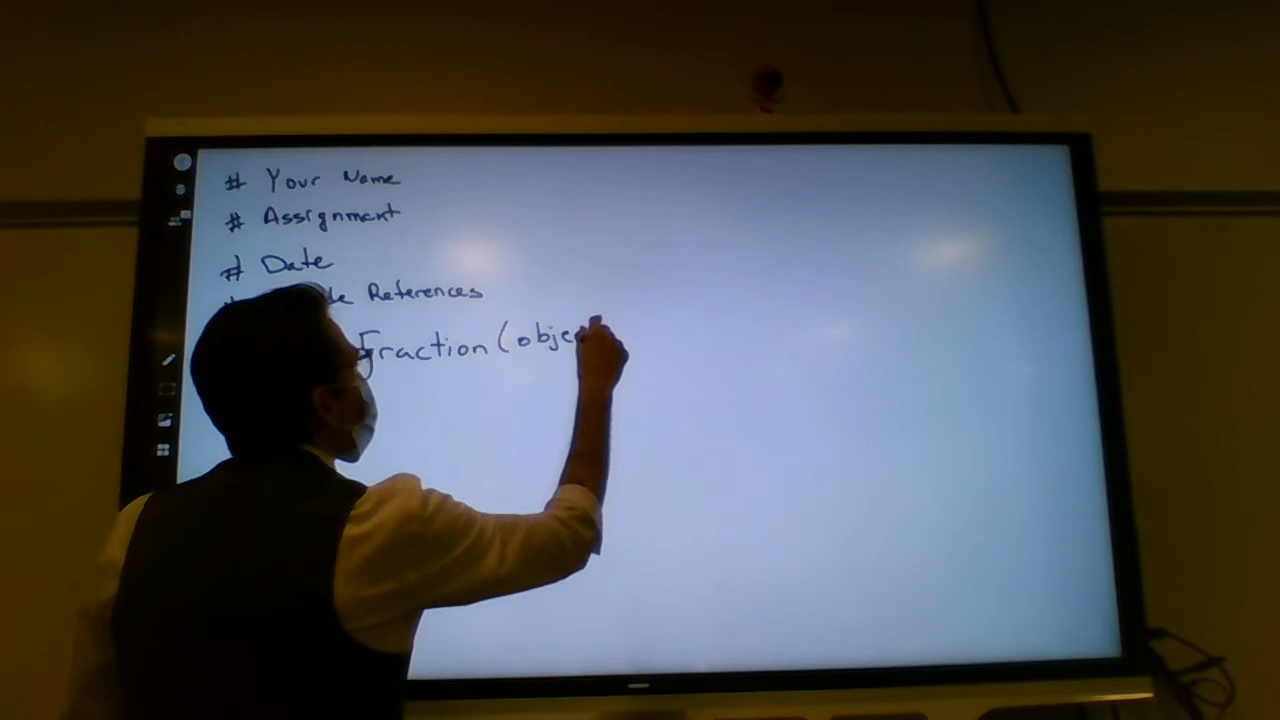 # Your Name
# Assignment
# Date
# References
Fraction (obje